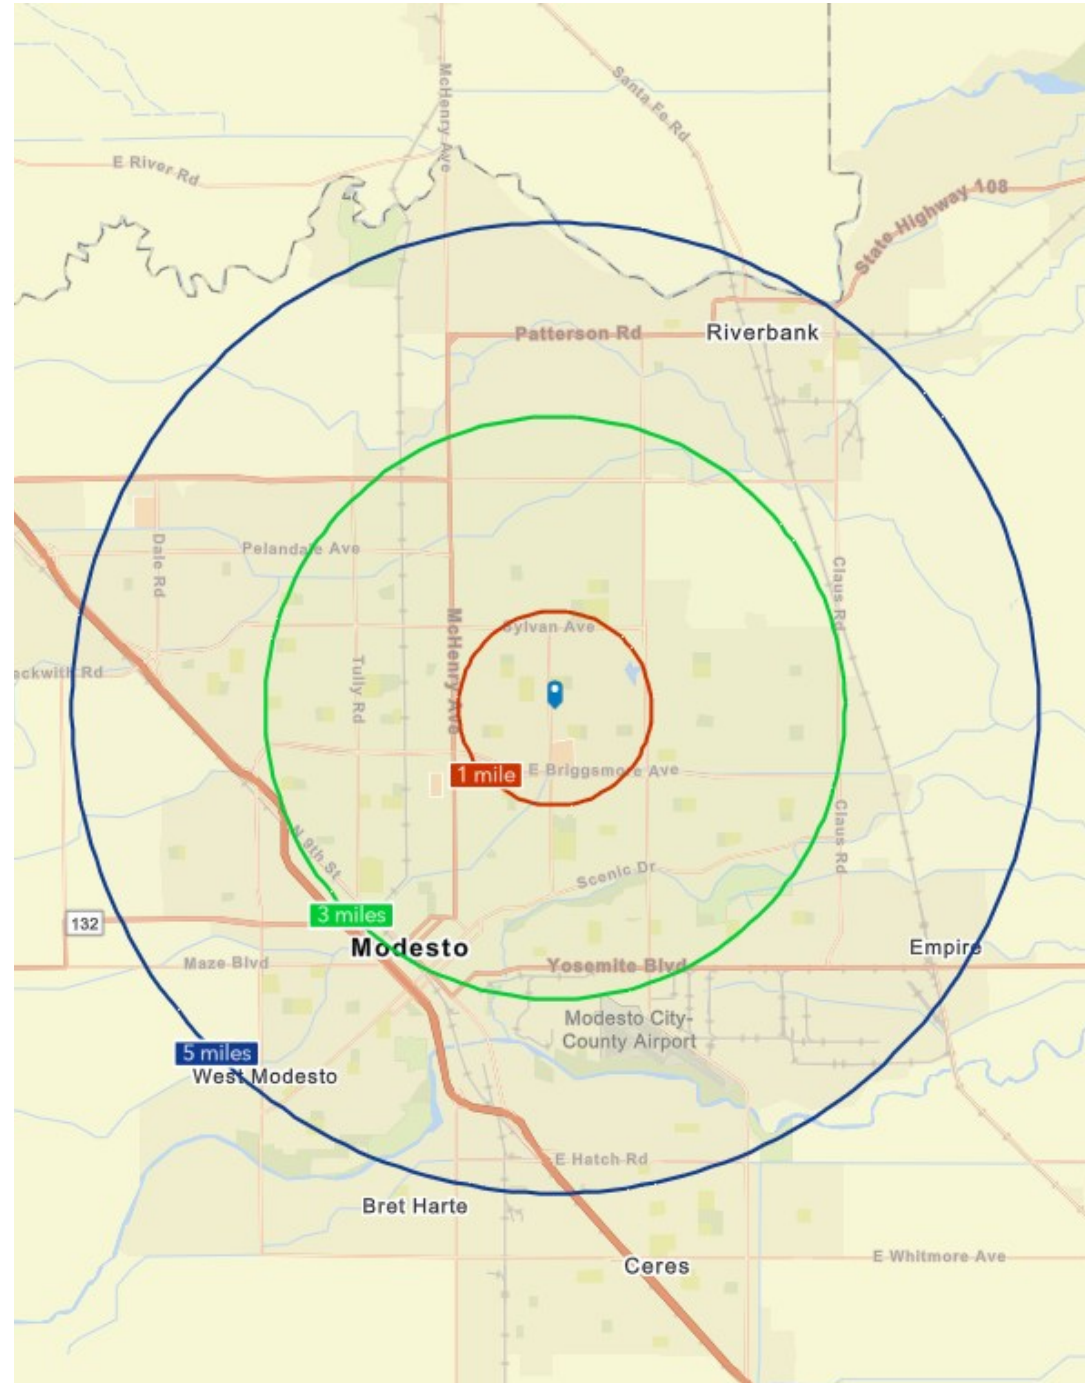 McHenry Ave
Santa Fe Rd
E River Rd
State Highway 108
Patterson Rd
Riverbank
Pelandale Ave
Dale Rd
Claus Rd
McHenry Ave
Sylvan Ave
Tully Rd
eckwith Rd
1 mile
E Briggsmore Ave
Claus Rd
N 9th St
Scenic Dr
3 miles
132
Modesto
Empire
Maze Blvd
Yosemite Blvd
Modesto City-
County Airport
5 miles
West Modesto
E Hatch Rd
Bret Harte
E Whitmore Ave
Ceres